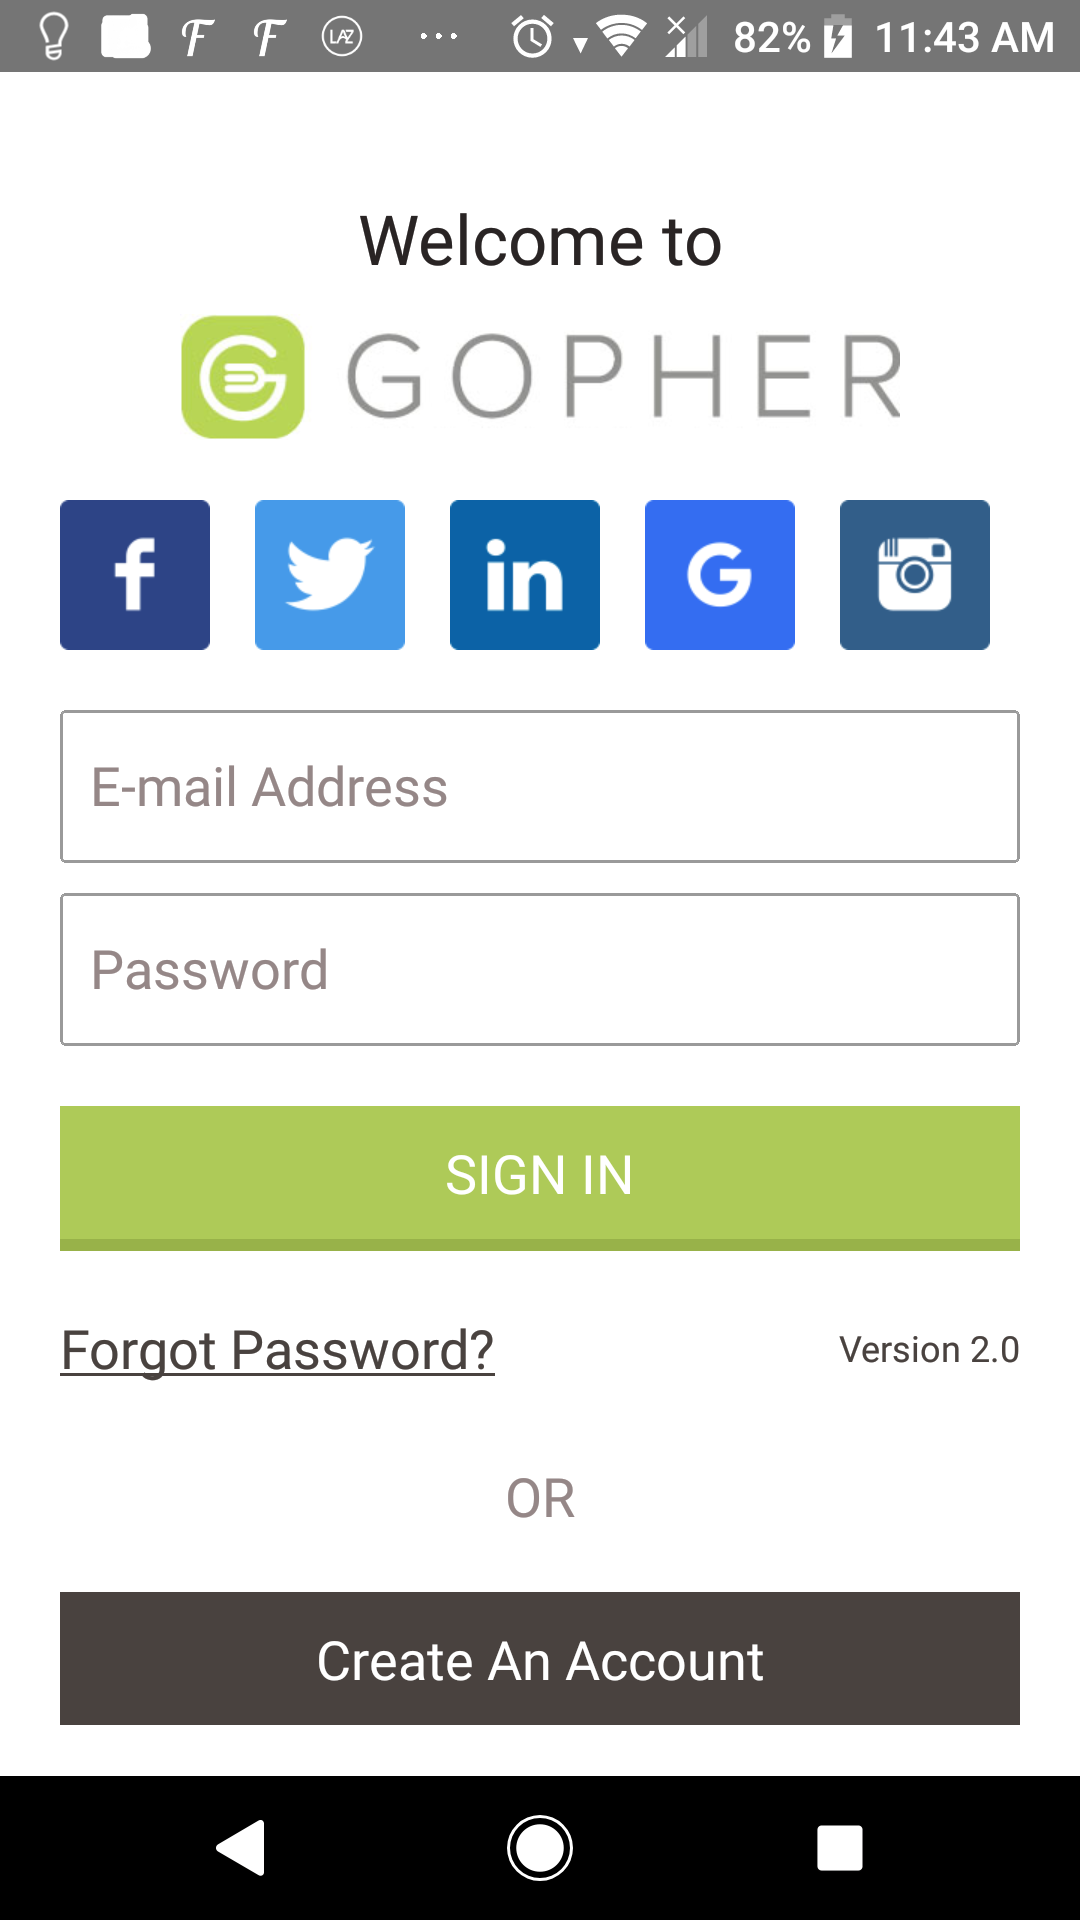 LAZ 82% 11:43 AM
Welcome to
GOPHER
E-mail Address
Password
SIGN IN
Forgot Password? Version 2.0
OR
Create An Account